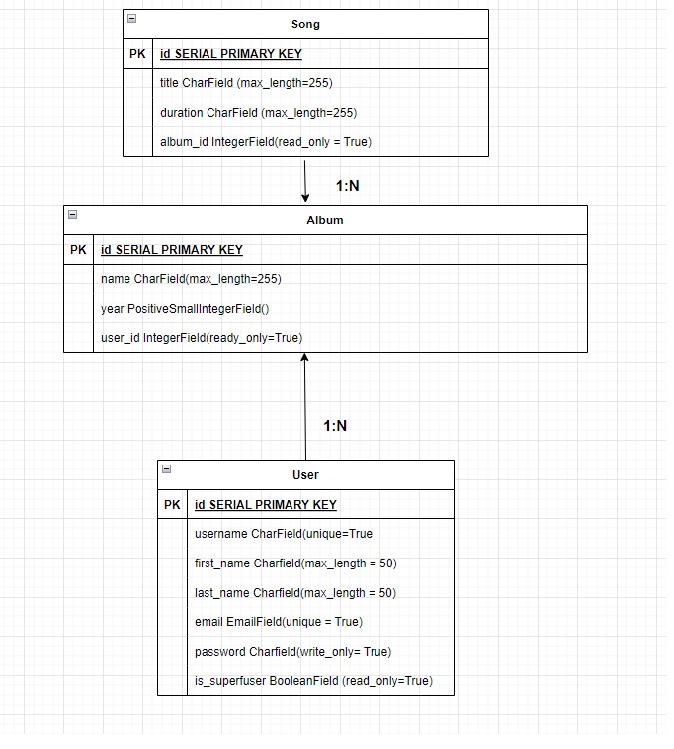 Song
PK id SERIAL PRIMARY KEY
title CharField (max_length=255)
duration CharField (max_length=255)
album_id IntegerField(read_only = True)
1:N
Album
PK id SERIAL PRIMARY KEY
name CharField(max_length=255)
year PositiveSmallIntegerField()
user_id IntegerField(ready_only=True)
1:N
User
PK id SERIAL PRIMARY KEY
username CharField(unique=True
first_name Charfield(max_length = 50)
last_name Charfield(max_length = 50)
email EmailField(unique = True)
password Charfield(write_only= True)
is_superfuser BooleanField (read_only=True)